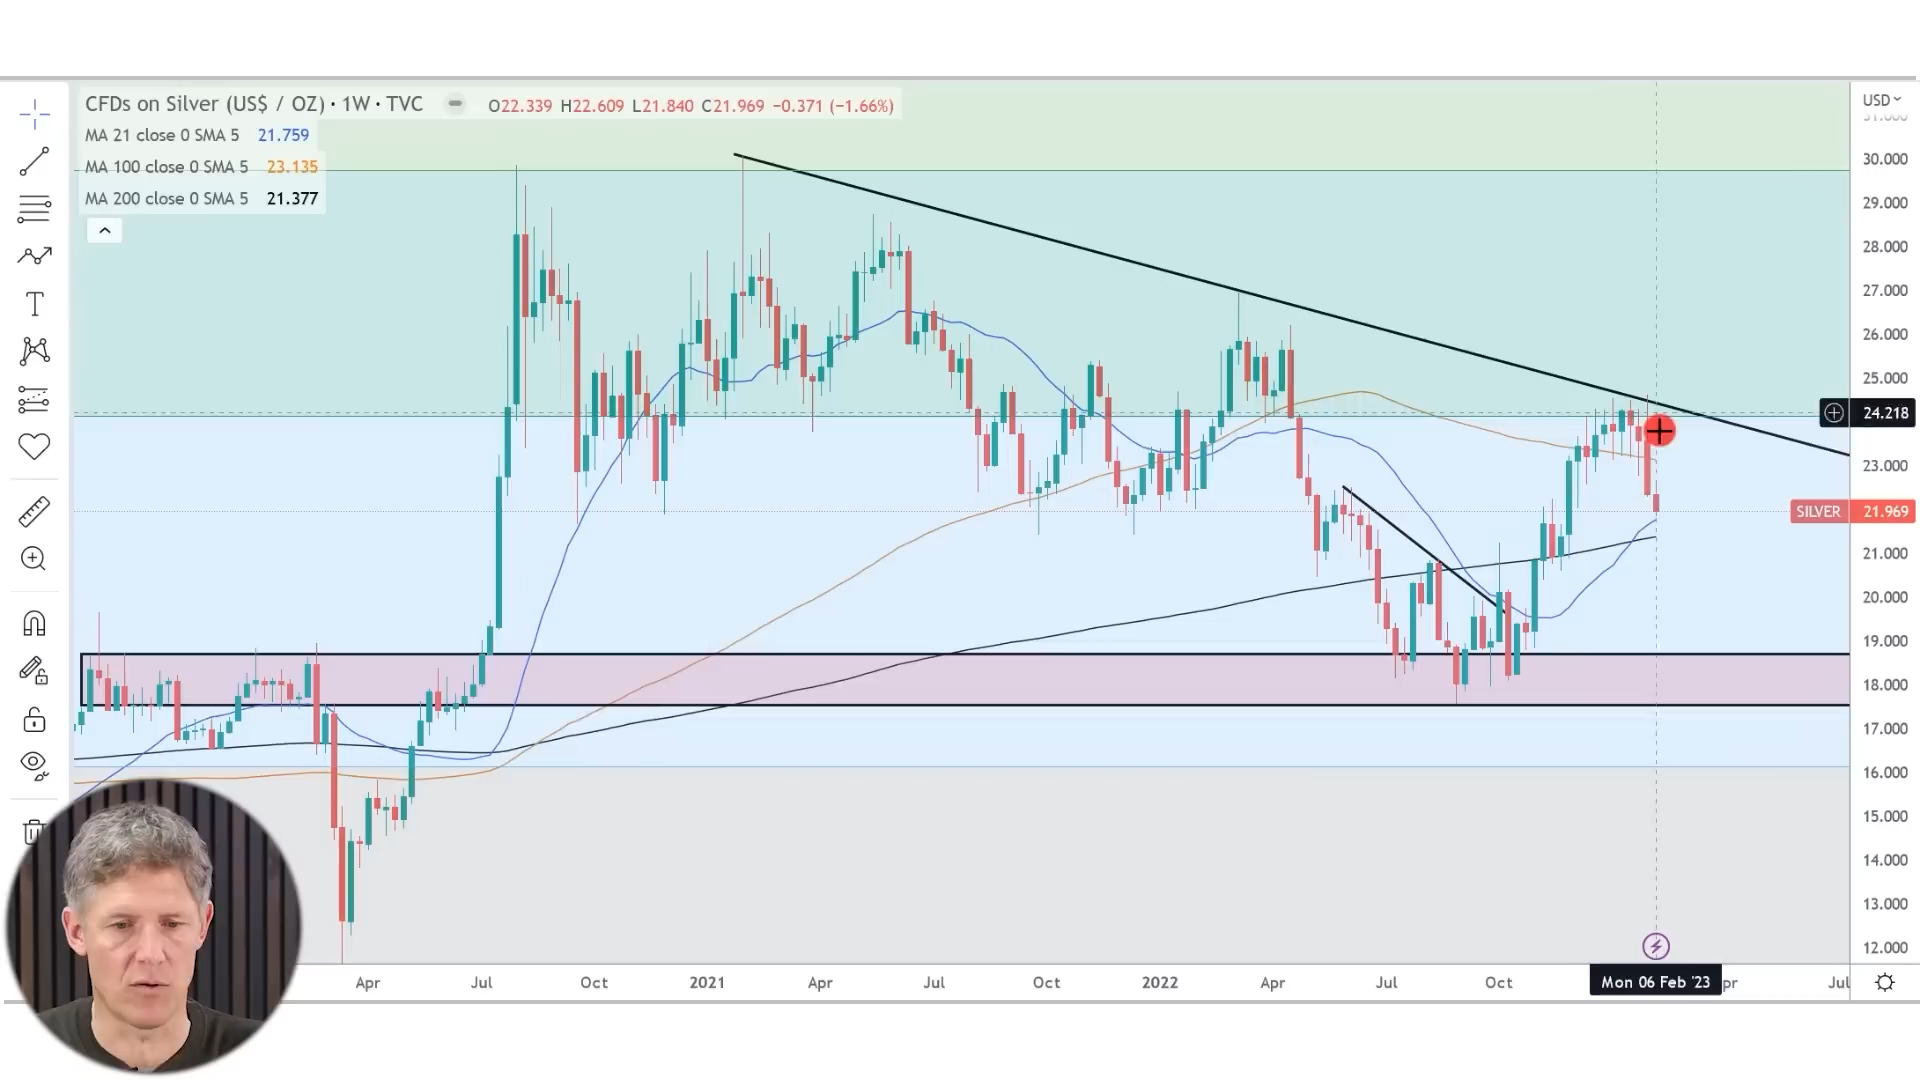 CFDs on Silver (US$ / OZ) · 1W · TVC O22.339 H22.609 L21.840 C21.969 −0.371 (−1.66%)
MA 21 close 0 SMA 5 21.759
MA 100 close 0 SMA 5 23.135
MA 200 close 0 SMA 5 21.377
USD
31.000
30.000
29.000
28.000
27.000
26.000
25.000
24.218
23.000
SILVER 21.969
21.000
20.000
19.000
18.000
17.000
16.000
15.000
14.000
13.000
12.000
Apr Jul Oct 2021 Apr Jul Oct 2022 Apr Jul Oct Mon 06 Feb '23 pr Jul